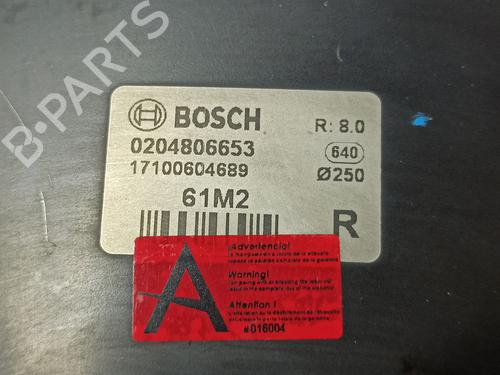 B-PARTS
BOSCH
R: 8.0
0204806653
640
17100604689
Ø250
61M2
R
A
¡Advertencia!
Warning!
Attention !
#016004